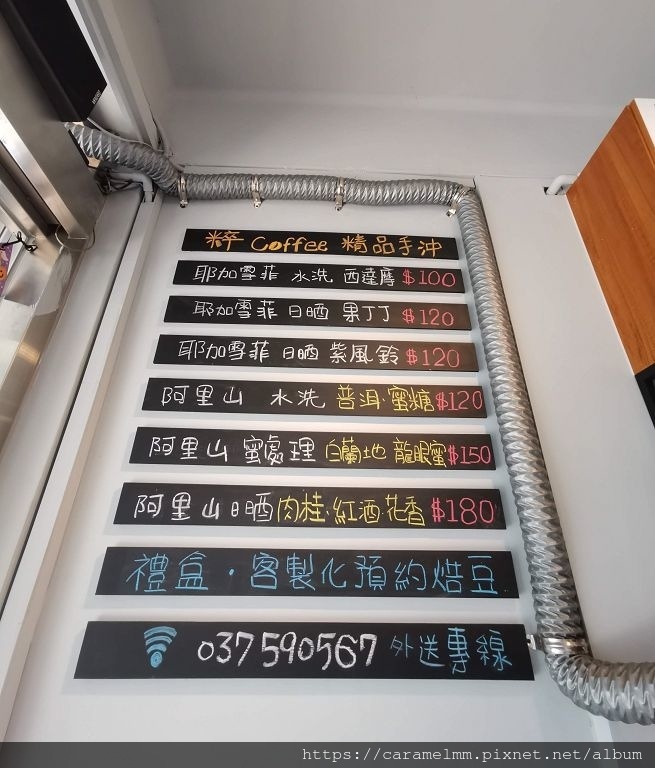 粹 Coffee 精品手沖
耶加雪菲 水洗 西達摩 $100
耶加雪菲 日晒 果丁丁 $120
耶加雪菲 日晒 紫風鈴 $120
阿里山 水洗 普洱·蜜糖 $120
阿里山 蜜處理 白蘭地 龍眼蜜 $150
阿里山 日晒 肉桂·紅酒·花香 $180
禮盒·客製化預約焙豆
037590567 外送專線
https://caramelmm.pixnet.net/album